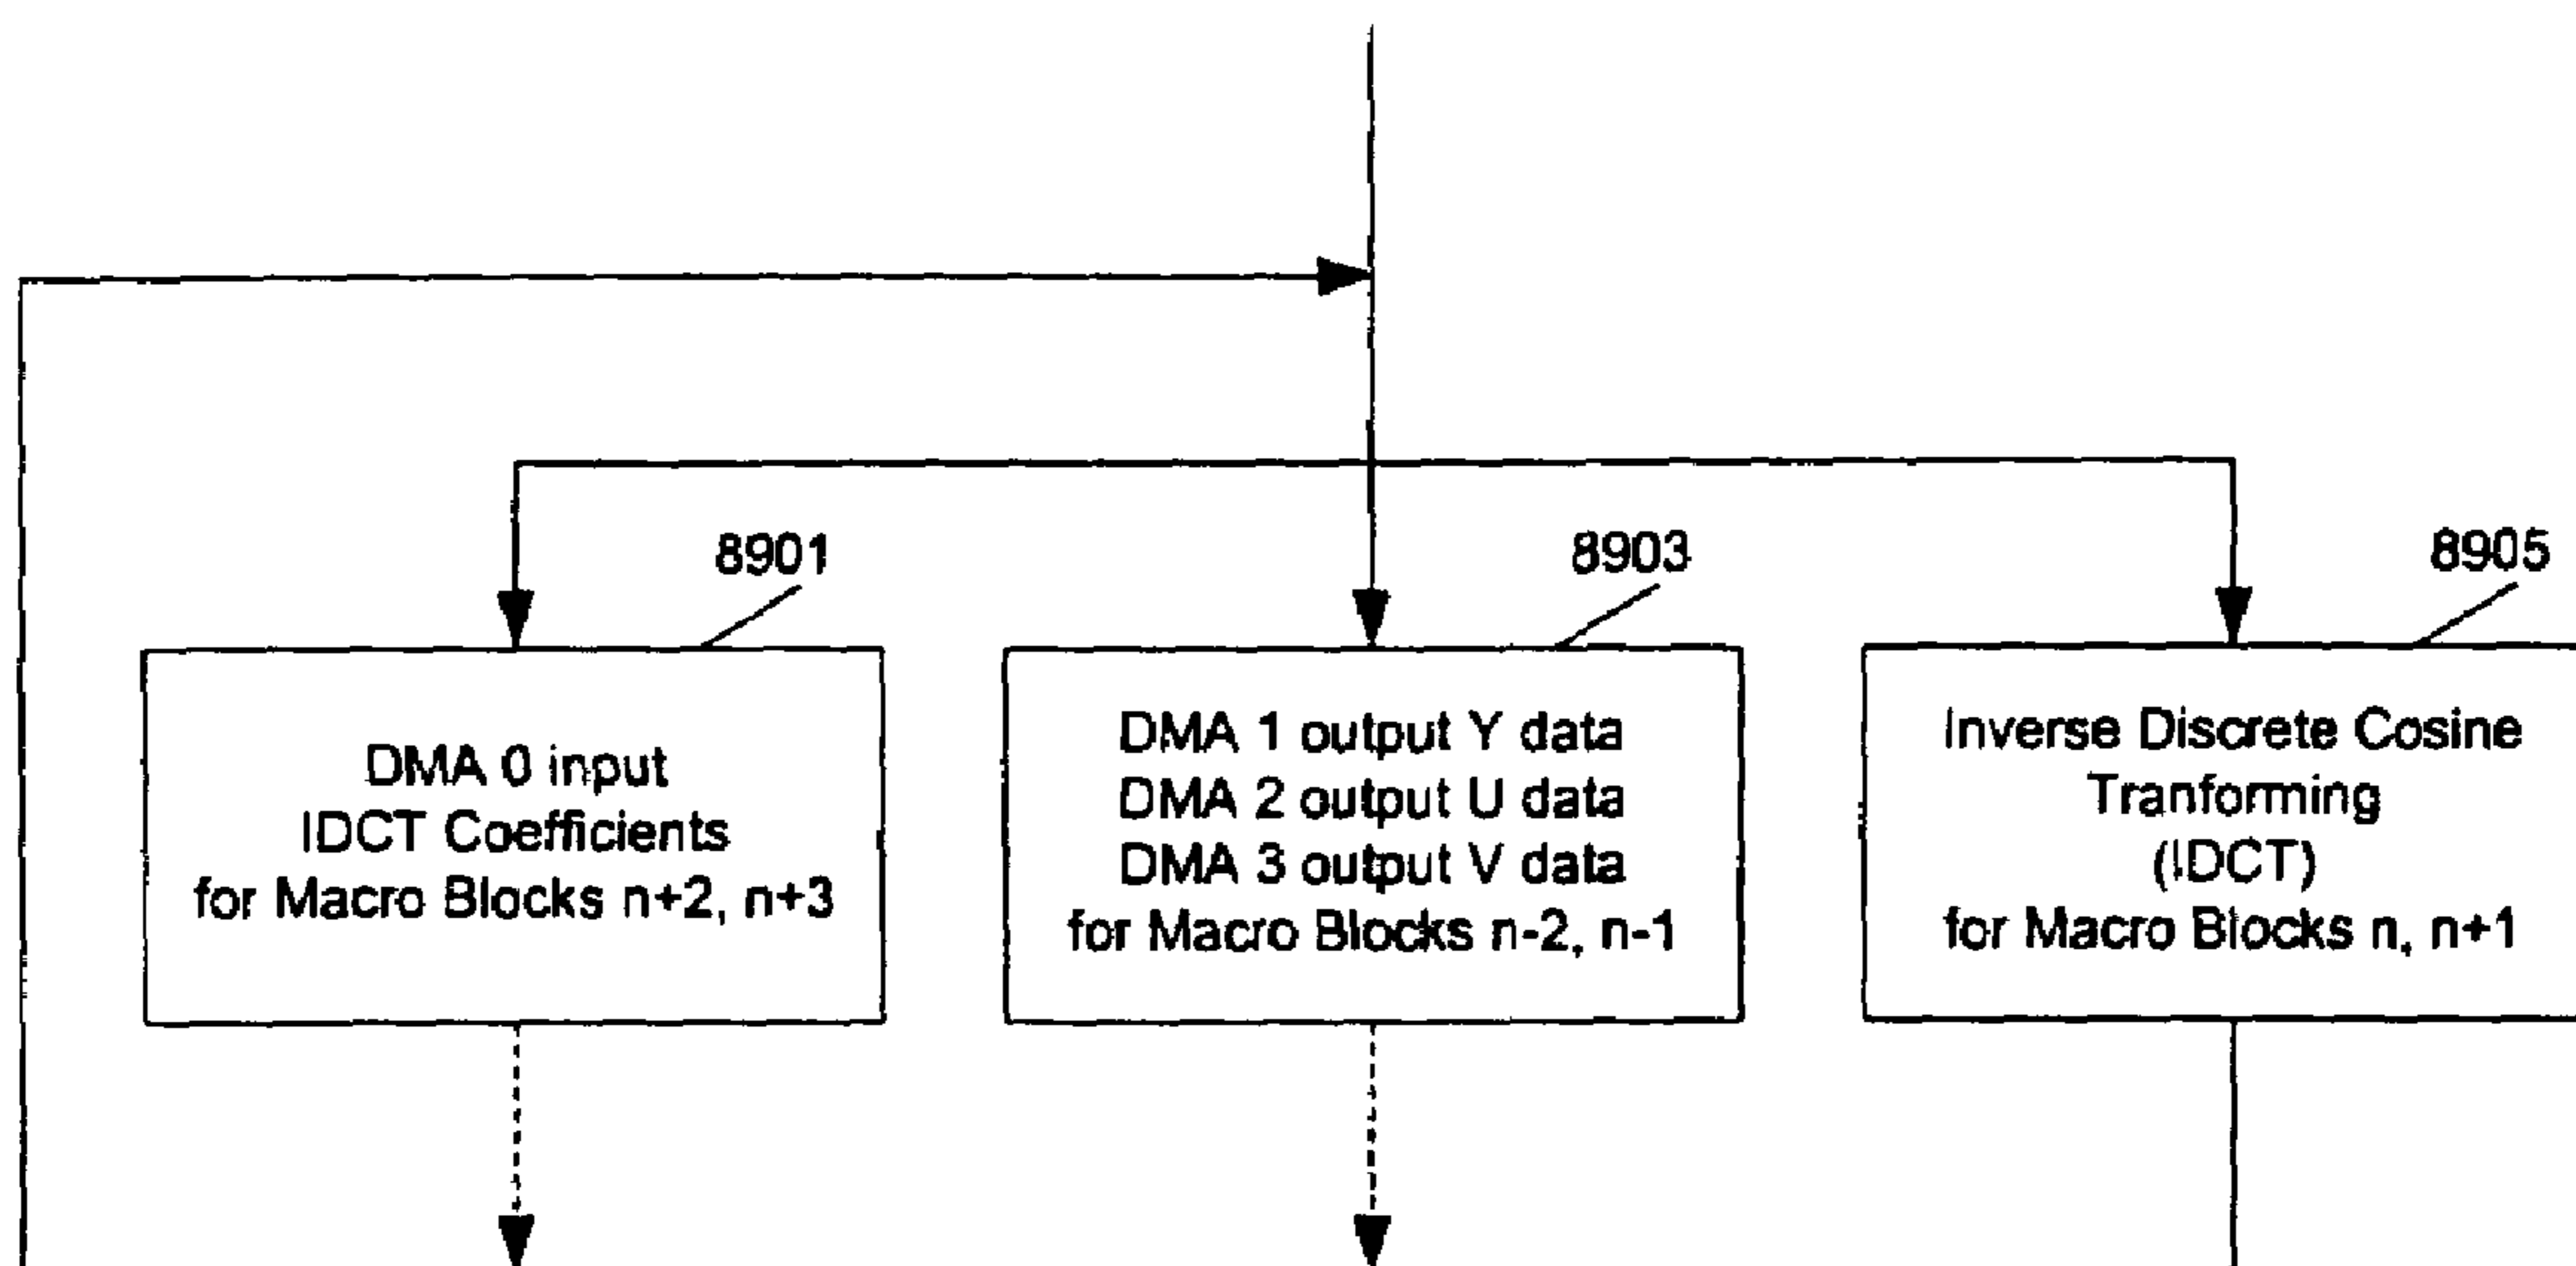 8901
8903
8905
DMA 0 input
IDCT Coefficients
for Macro Blocks n+2, n+3
DMA 1 output Y data
DMA 2 output U data
DMA 3 output V data
for Macro Blocks n-2, n-1
Inverse Discrete Cosine
Tranforming
(IDCT)
for Macro Blocks n, n+1